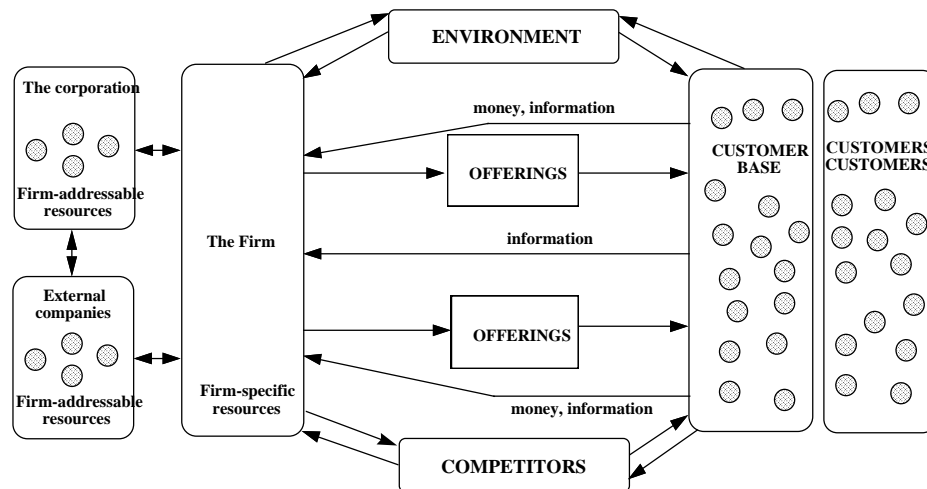 ENVIRONMENT
The corporation
Firm-addressable
resources
External
companies
Firm-addressable
resources
The Firm
Firm-specific
resources
money, information
OFFERINGS
information
OFFERINGS
money, information
COMPETITORS
CUSTOMER
BASE
CUSTOMERS
CUSTOMERS